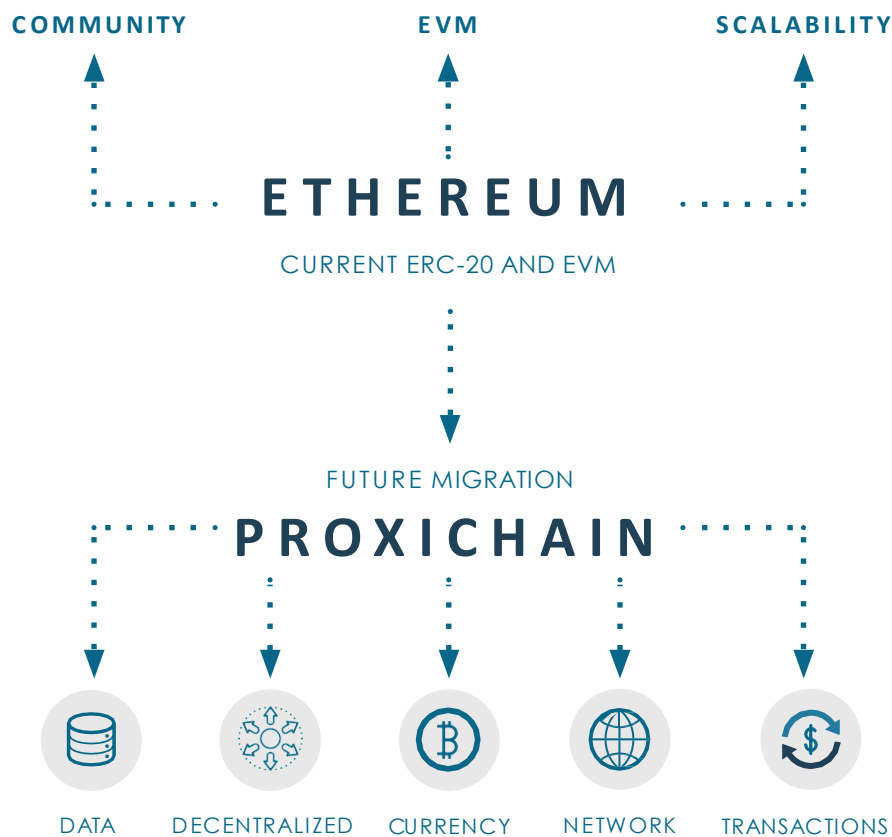 COMMUNITY EVM SCALABILITY
ETHEREUM
CURRENT ERC-20 AND EVM
FUTURE MIGRATION
PROXICHAIN
DATA DECENTRALIZED CURRENCY NETWORK TRANSACTIONS